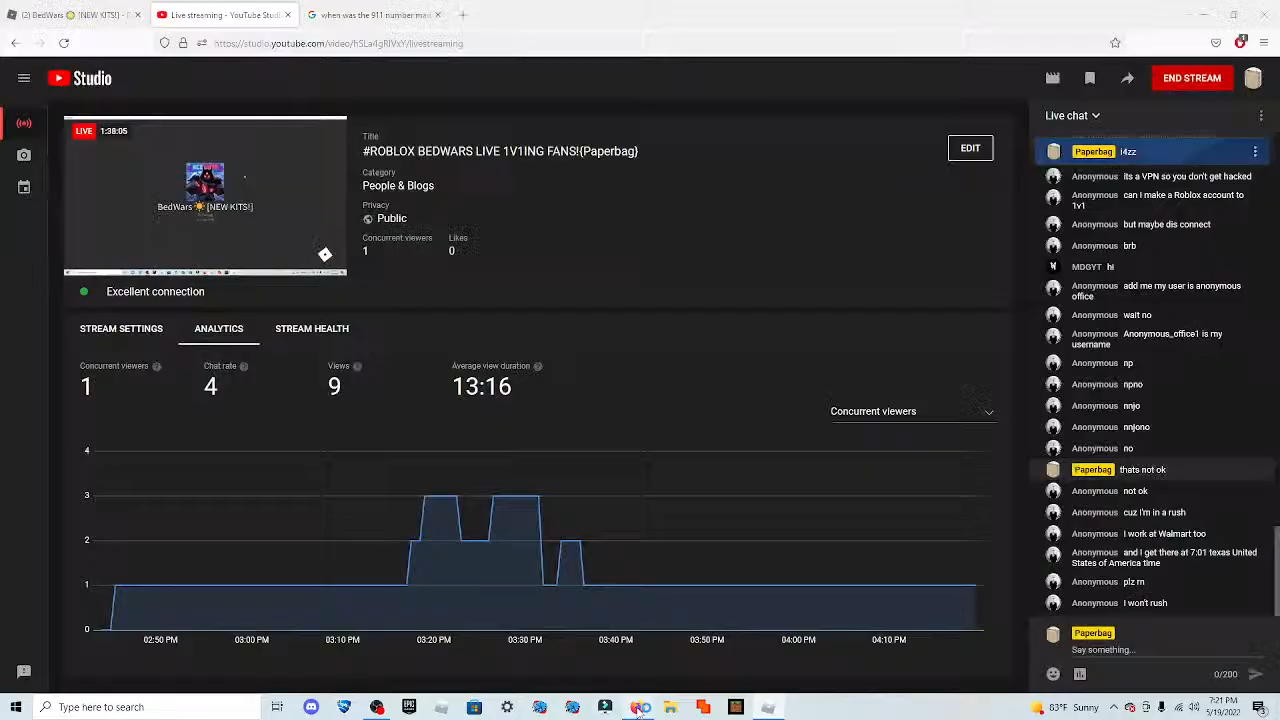 BedWars [NEW KITS!] -
Live streaming - YouTube Studi
when was the 911 number mad
https://studio.youtube.com/video/hSLa4gRIVxY/livestreaming
Studio
END STREAM
LIVE 1:38:05
BedWars [NEW KITS!]
Title
#ROBLOX BEDWARS LIVE 1V1ING FANS!{Paperbag}
EDIT
Category
People & Blogs
Privacy
Public
Concurrent viewers Likes
1 0
Excellent connection
STREAM SETTINGS ANALYTICS STREAM HEALTH
Concurrent viewers Chat rate Views Average view duration
1 4 9 13:16
Concurrent viewers
4
3
2
1
0
02:50 PM 03:00 PM 03:10 PM 03:20 PM 03:30 PM 03:40 PM 03:50 PM 04:00 PM 04:10 PM
Live chat
Paperbag l4zz
Anonymous its a VPN so you don't get hacked
Anonymous can I make a Roblox account to
1v1
Anonymous but maybe dis connect
Anonymous brb
MDGYT hi
Anonymous add me my user is anonymous
office
Anonymous wait no
Anonymous Anonymous_office1 is my
username
Anonymous np
Anonymous npno
Anonymous nnjo
Anonymous nnjono
Anonymous no
Paperbag thats not ok
Anonymous not ok
Anonymous cuz I'm in a rush
Anonymous I work at Walmart too
Anonymous and I get there at 7:01 texas United
States of America time
Anonymous plz rn
Anonymous I won't rush
Paperbag
Say something...
0/200
Type here to search
EPIC
83°F Sunny
7:21 PM
5/19/2022